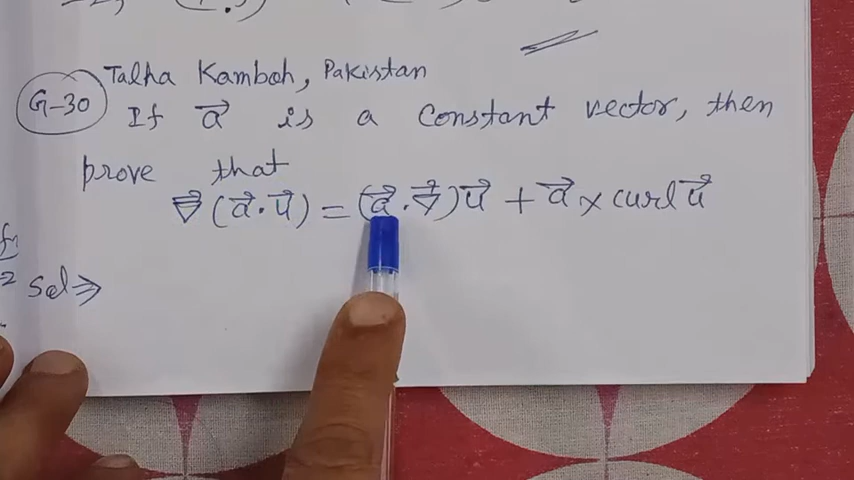 G-30 Talha Kamboh, Pakistan
If a⃗ is a constant vector, then
prove that
∇⃗ (a⃗ . u⃗) = (a⃗ . ∇⃗) u⃗ + a⃗ × curl u⃗
Sol ⇒